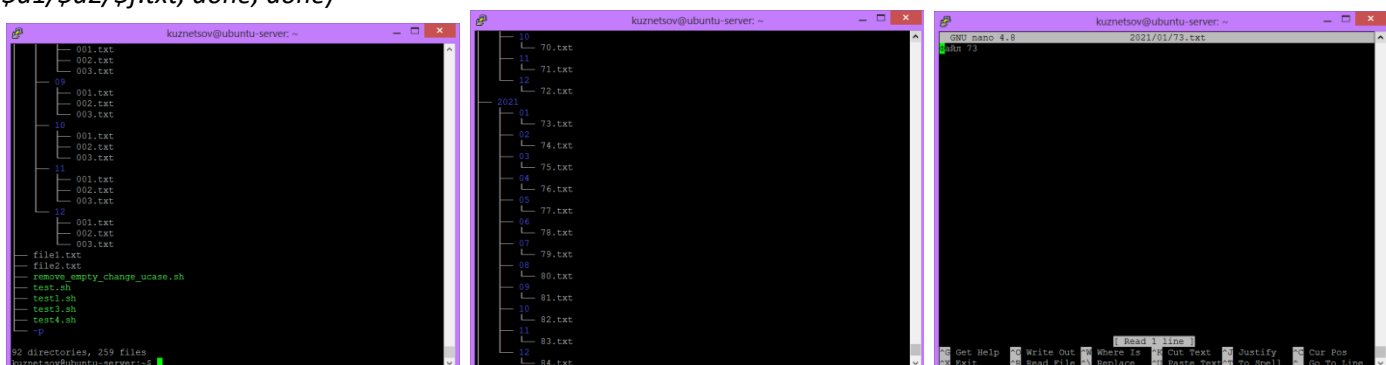 $d1/$d2/$f.txt; done; done)
kuznetsov@ubuntu-server: ~
001.txt
002.txt
003.txt
09
001.txt
002.txt
003.txt
10
001.txt
002.txt
003.txt
11
001.txt
002.txt
003.txt
12
001.txt
002.txt
003.txt
file1.txt
file2.txt
remove_empty_change_ucase.sh
test.sh
test1.sh
test3.sh
test4.sh
-p
92 directories, 259 files
kuznetsov@ubuntu-server:~$
kuznetsov@ubuntu-server: ~
10
70.txt
11
71.txt
12
72.txt
2021
01
73.txt
02
74.txt
03
75.txt
04
76.txt
05
77.txt
06
78.txt
07
79.txt
08
80.txt
09
81.txt
10
82.txt
11
83.txt
12
84.txt
kuznetsov@ubuntu-server: ~
GNU nano 4.8 2021/01/73.txt
файл 73
[ Read 1 line ]
^G Get Help ^O Write Out ^W Where Is ^K Cut Text ^J Justify ^C Cur Pos
^X Exit ^R Read File ^\ Replace ^U Paste Text ^T To Spell ^_ Go To Line